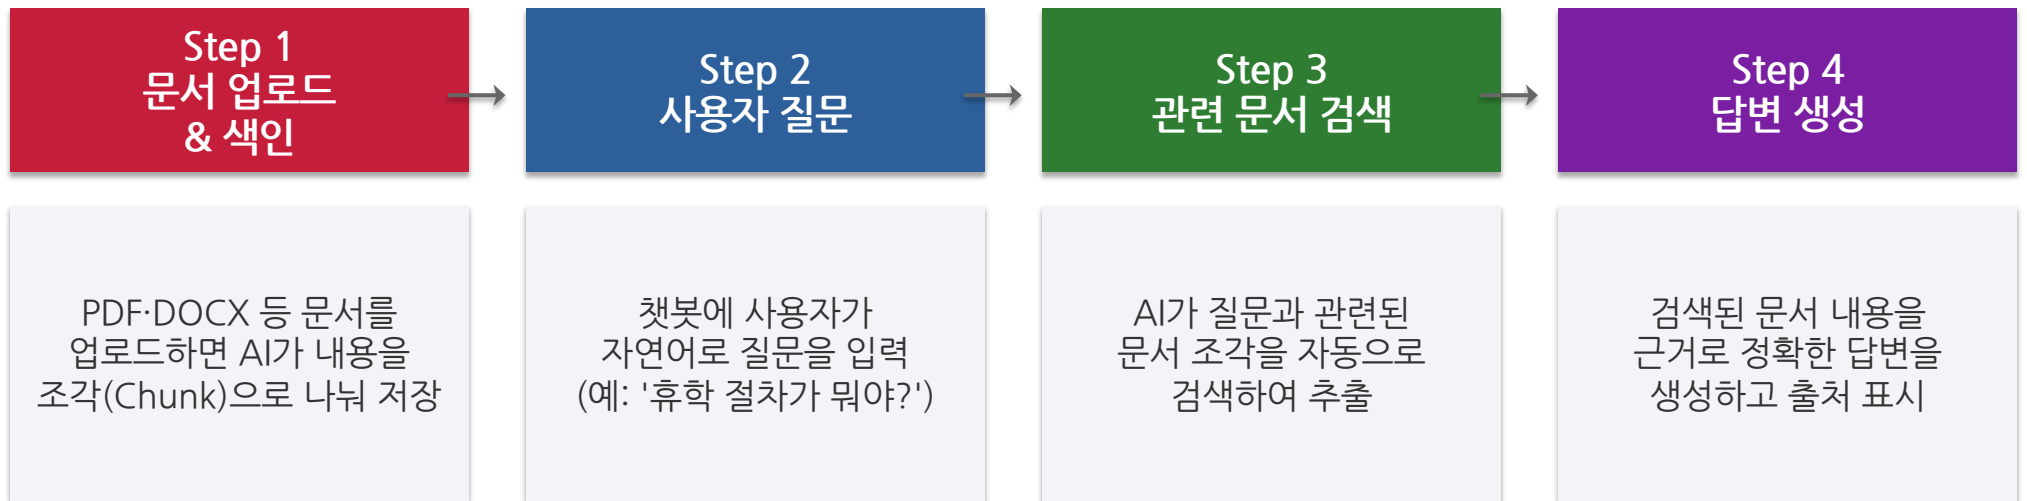 Step 1
문서 업로드
& 색인
Step 2
사용자 질문
Step 3
관련 문서 검색
Step 4
답변 생성
PDF·DOCX 등 문서를
업로드하면 AI가 내용을
조각(Chunk)으로 나눠 저장
챗봇에 사용자가
자연어로 질문을 입력
(예: '휴학 절차가 뭐야?')
AI가 질문과 관련된
문서 조각을 자동으로
검색하여 추출
검색된 문서 내용을
근거로 정확한 답변을
생성하고 출처 표시